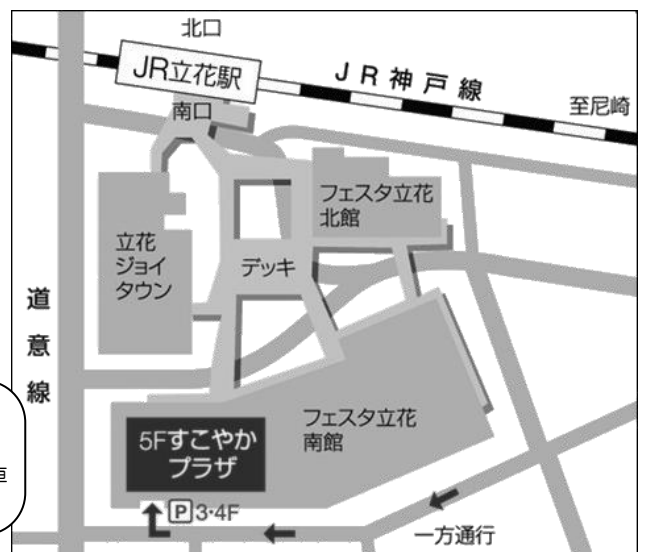 北口
JR立花駅
JR神戸線
至尼崎
南口
フェスタ立花
北館
立花
ジョイ
タウン
デッキ
道意線
フェスタ立花
南館
5Fすこやか
プラザ
P3・4F
一方通行